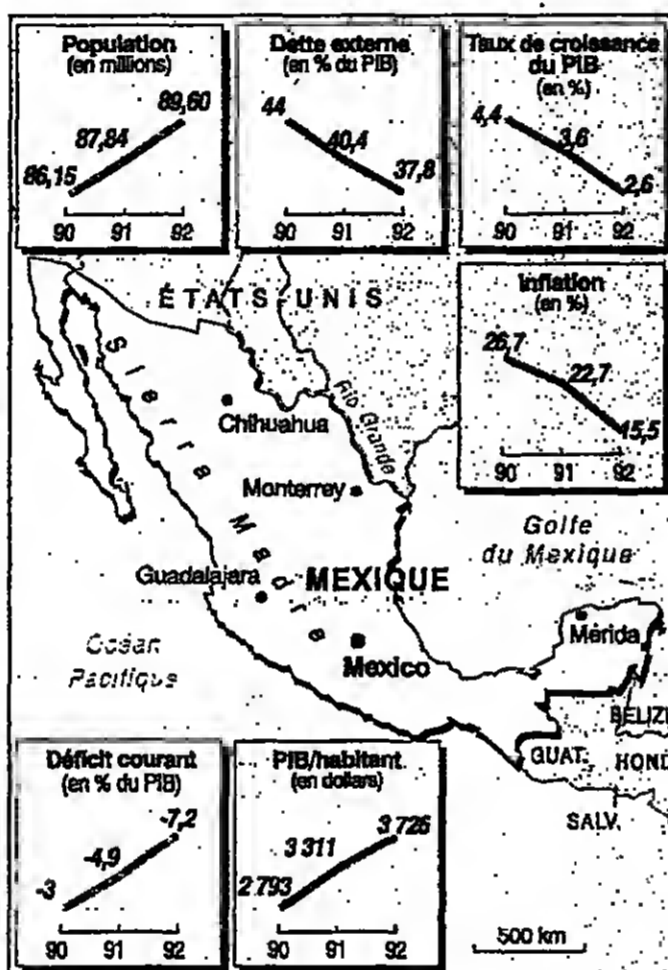 Population
(en millions)
89,60
87,84
86,15
90 91 92
Dette externe
(en % du PIB)
44
40,4
37,8
90 91 92
Taux de croissance
du PIB
(en %)
4,4
3,6
2,6
90 91 92
Inflation
(en %)
26,7
22,7
15,5
90 91 92
ÉTATS-UNIS
Sierra Madre
Rio Grande
Chihuahua
Monterrey
Golfe
du Mexique
Guadalajara
MEXIQUE
Mérida
Océan
Pacifique
Mexico
BELIZE
GUAT.
HOND
SALV.
Déficit courant
(en % du PIB)
-7,2
-4,9
-3
90 91 92
PIB/habitant
(en dollars)
3 726
3 311
2 793
90 91 92
500 km